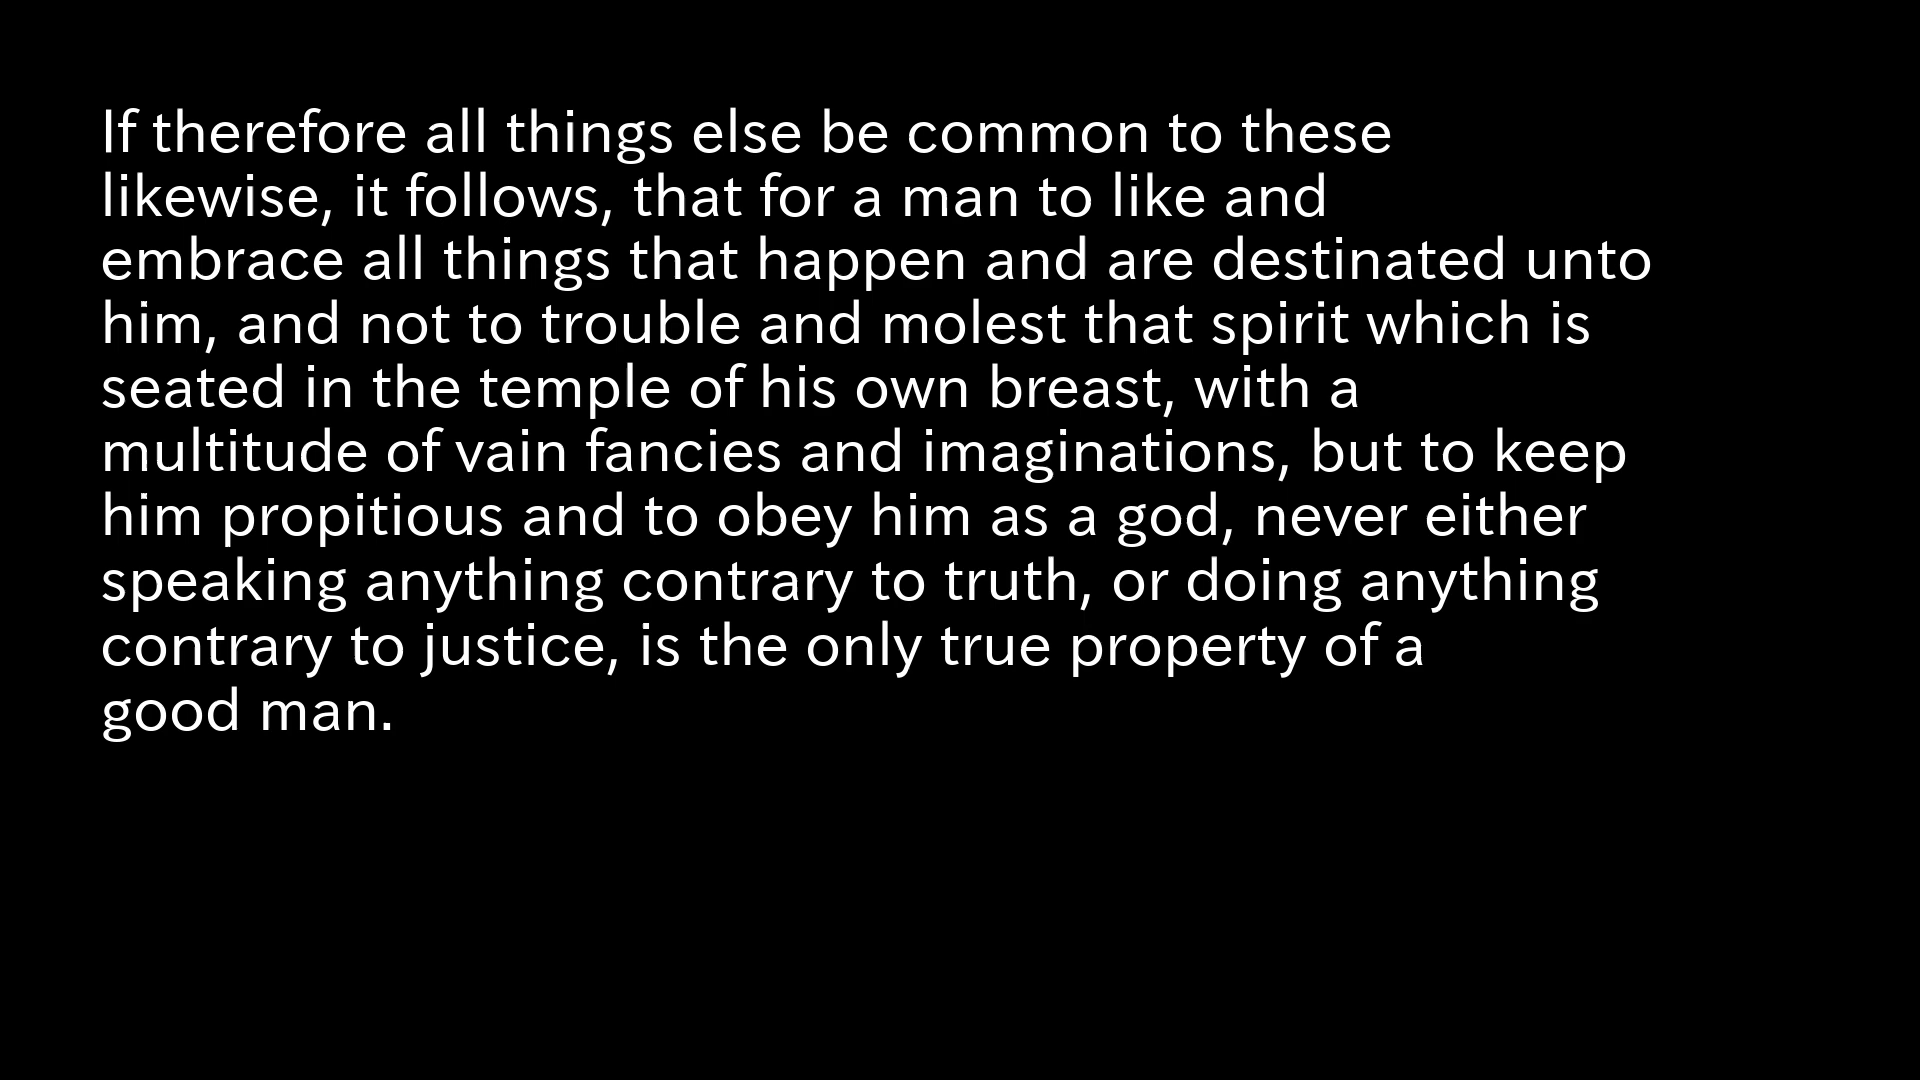 If therefore all things else be common to these
likewise, it follows, that for a man to like and
embrace all things that happen and are destinated unto
him, and not to trouble and molest that spirit which is
seated in the temple of his own breast, with a
multitude of vain fancies and imaginations, but to keep
him propitious and to obey him as a god, never either
speaking anything contrary to truth, or doing anything
contrary to justice, is the only true property of a
good man.